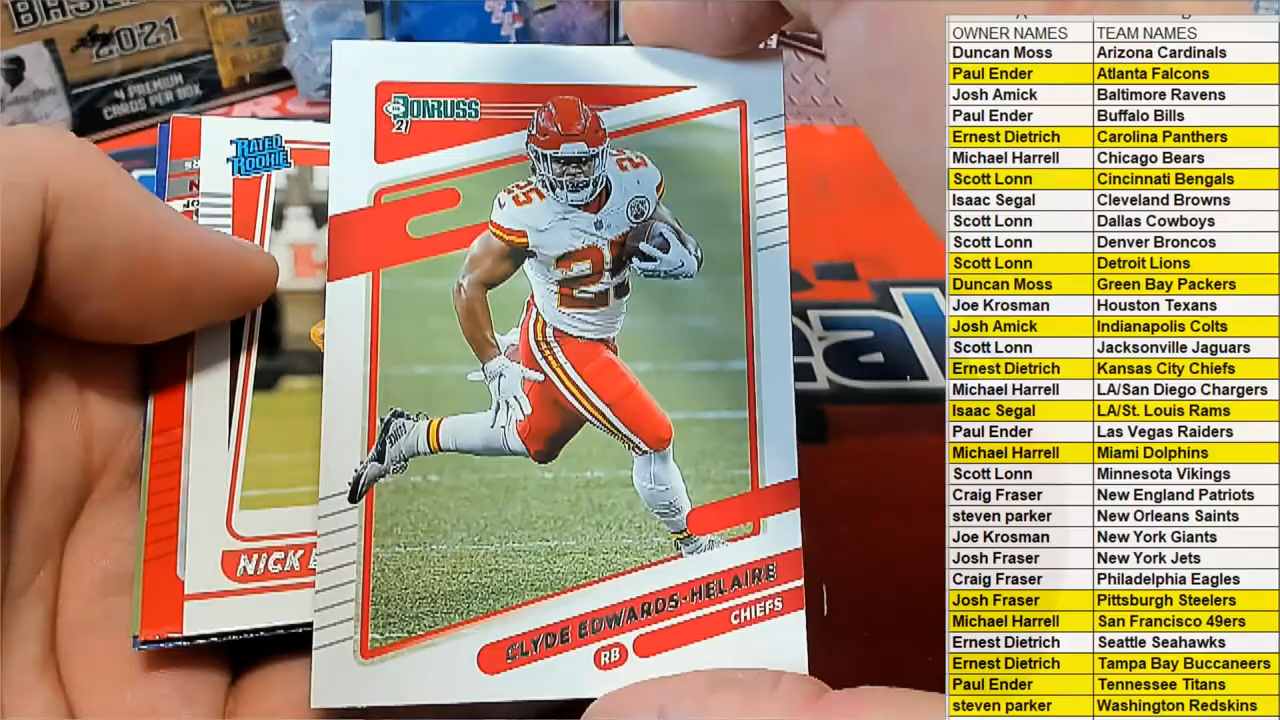 BASEBALL
2021
4 PREMIUM
CARDS PER BOX
RATED
ROOKIE
NICK
DONRUSS
21
25
25
CLYDE EDWARDS-HELAIRE
CHIEFS
RB
OWNER NAMES TEAM NAMES
Duncan Moss Arizona Cardinals
Paul Ender Atlanta Falcons
Josh Amick Baltimore Ravens
Paul Ender Buffalo Bills
Ernest Dietrich Carolina Panthers
Michael Harrell Chicago Bears
Scott Lonn Cincinnati Bengals
Isaac Segal Cleveland Browns
Scott Lonn Dallas Cowboys
Scott Lonn Denver Broncos
Scott Lonn Detroit Lions
Duncan Moss Green Bay Packers
Joe Krosman Houston Texans
Josh Amick Indianapolis Colts
Scott Lonn Jacksonville Jaguars
Ernest Dietrich Kansas City Chiefs
Michael Harrell LA/San Diego Chargers
Isaac Segal LA/St. Louis Rams
Paul Ender Las Vegas Raiders
Michael Harrell Miami Dolphins
Scott Lonn Minnesota Vikings
Craig Fraser New England Patriots
steven parker New Orleans Saints
Joe Krosman New York Giants
Josh Fraser New York Jets
Craig Fraser Philadelphia Eagles
Josh Fraser Pittsburgh Steelers
Michael Harrell San Francisco 49ers
Ernest Dietrich Seattle Seahawks
Ernest Dietrich Tampa Bay Buccaneers
Paul Ender Tennessee Titans
steven parker Washington Redskins